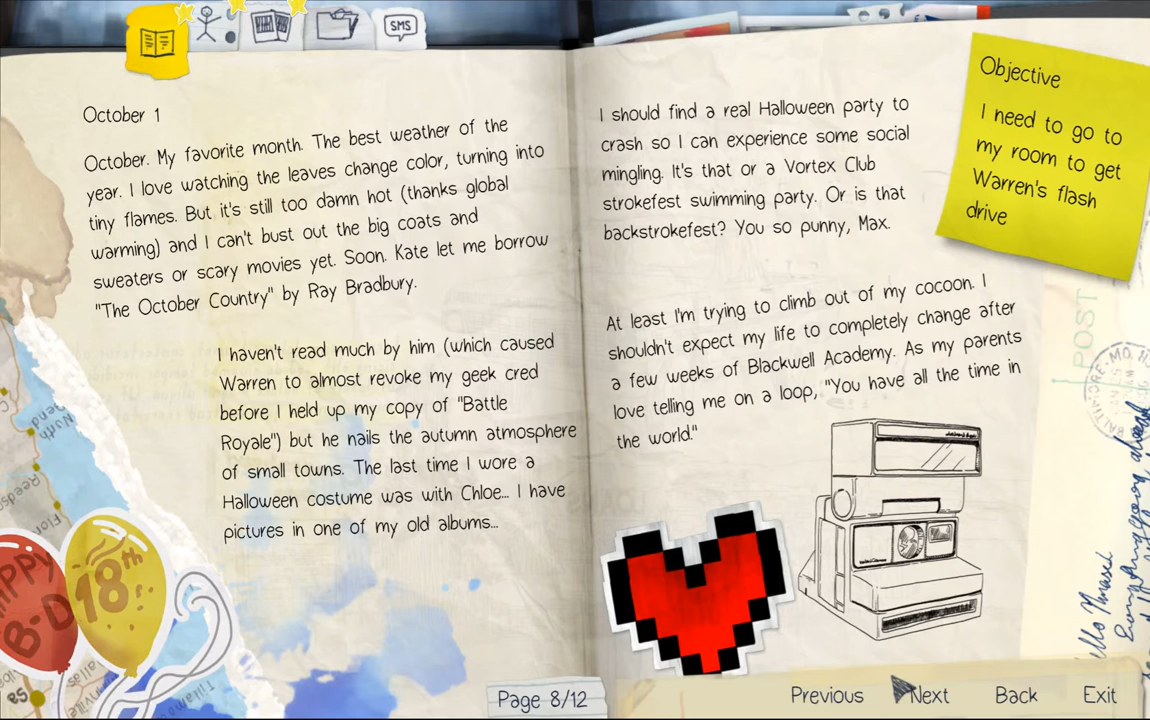 SMS
October 1
October. My favorite month. The best weather of the
year. I love watching the leaves change color, turning into
tiny flames. But it's still too damn hot (thanks global
warming) and I can't bust out the big coats and
sweaters or scary movies yet. Soon. Kate let me borrow
"The October Country" by Ray Bradbury.
I haven't read much by him (which caused
Warren to almost revoke my geek cred
before I held up my copy of "Battle
Royale") but he nails the autumn atmosphere
of small towns. The last time I wore a
Halloween costume was with Chloe... I have
pictures in one of my old albums...
I should find a real Halloween party to
crash so I can experience some social
mingling. It's that or a Vortex Club
strokefest swimming party. Or is that
backstrokefest? You so punny, Max.
At least I'm trying to climb out of my cocoon. I
shouldn't expect my life to completely change after
a few weeks of Blackwell Academy. As my parents
love telling me on a loop, "You have all the time in
the world."
Objective
I need to go to
my room to get
Warren's flash
drive
POST
North
Bend
B-D 18th
Page 8/12
Previous
Next
Back
Exit